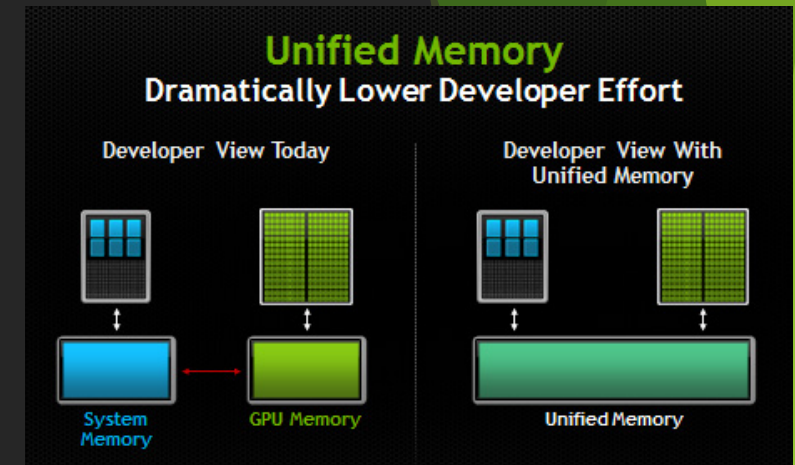 Unified Memory
Dramatically Lower Developer Effort
Developer View Today
System
Memory
GPU Memory
Developer View With
Unified Memory
Unified Memory